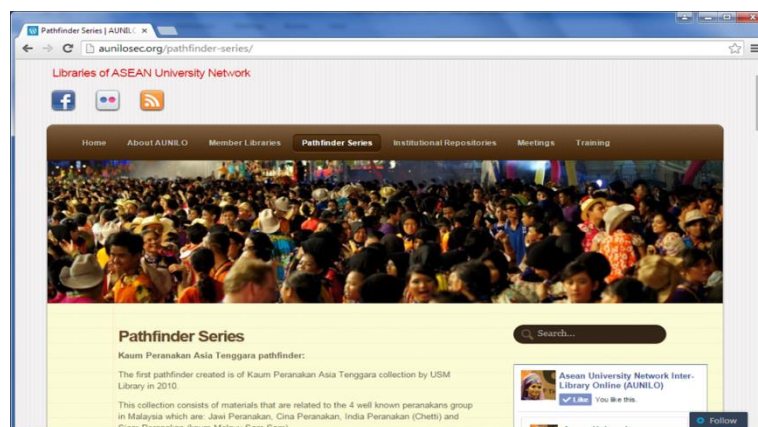 Pathfinder Series | AUNILC
aunilosec.org/pathfinder-series/
Libraries of ASEAN University Network
Home About AUNILO Member Libraries Pathfinder Series Institutional Repositories Meetings Training
Pathfinder Series
Search...
Kaum Peranakan Asia Tenggara pathfinder:
The first pathfinder created is of Kaum Peranakan Asia Tenggara collection by USM
Library in 2010.
This collection consists of materials that are related to the 4 well known peranakans group
in Malaysia which are: Jawi Peranakan, Cina Peranakan, India Peranakan (Chetti) and
Asean University Network Inter-
Library Online (AUNILO)
Like You like this.
Follow